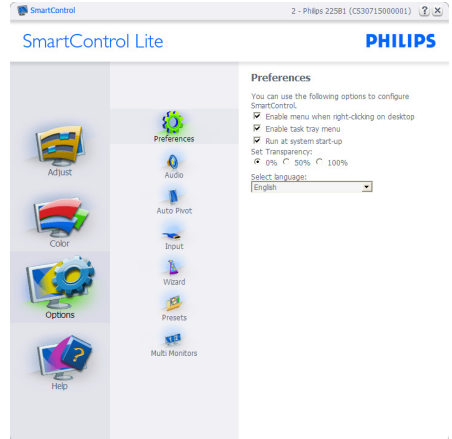 SmartControl
2 - Philips 225B1 (CS30715000001)
?
SmartControl Lite
PHILIPS
Adjust
Color
Options
Help
Preferences
Audio
Auto Pivot
Input
Wizard
Presets
Multi Monitors
Preferences
You can use the following options to configure
SmartControl.
Enable menu when right-clicking on desktop
Enable task tray menu
Run at system start-up
Set Transparency:
0% 50% 100%
Select language:
English